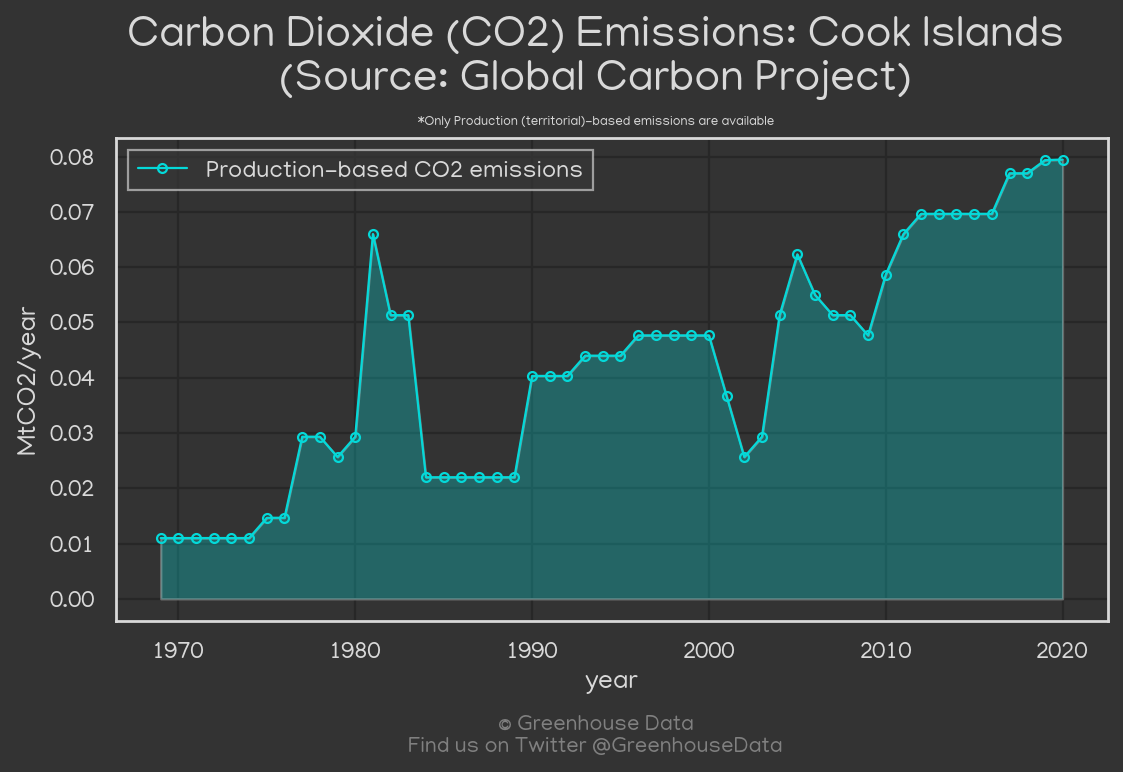 Carbon Dioxide (CO2) Emissions: Cook Islands
(Source: Global Carbon Project)
*Only Production (territorial)-based emissions are available
Production-based CO2 emissions
0.08
0.07
0.06
0.05
0.04
0.03
0.02
0.01
0.00
MtCO2/year
1970 1980 1990 2000 2010 2020
year
© Greenhouse Data
Find us on Twitter @GreenhouseData